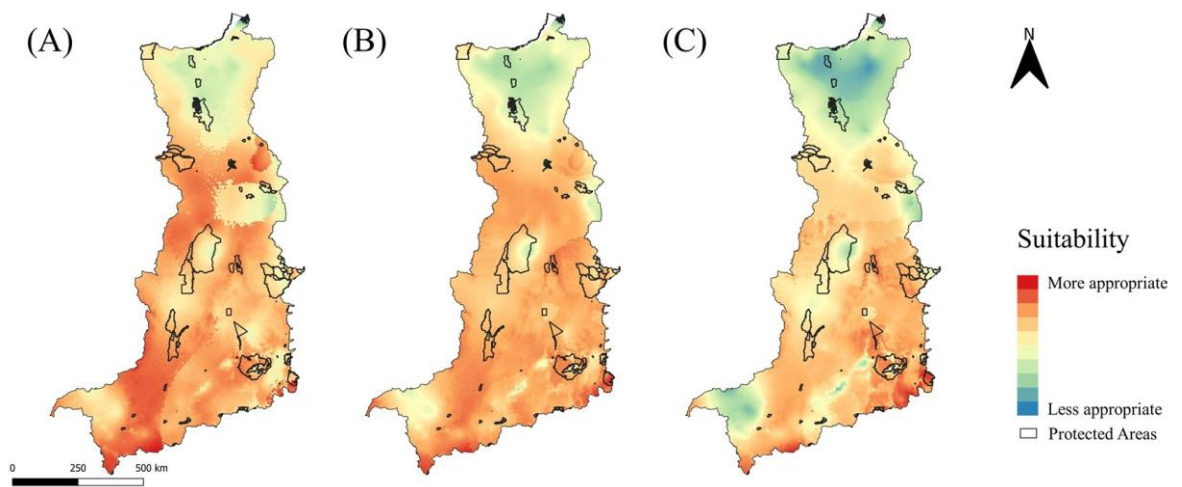 (A)
(B)
(C)
N
Suitability
More appropriate
Less appropriate
Protected Areas
0 250 500 km